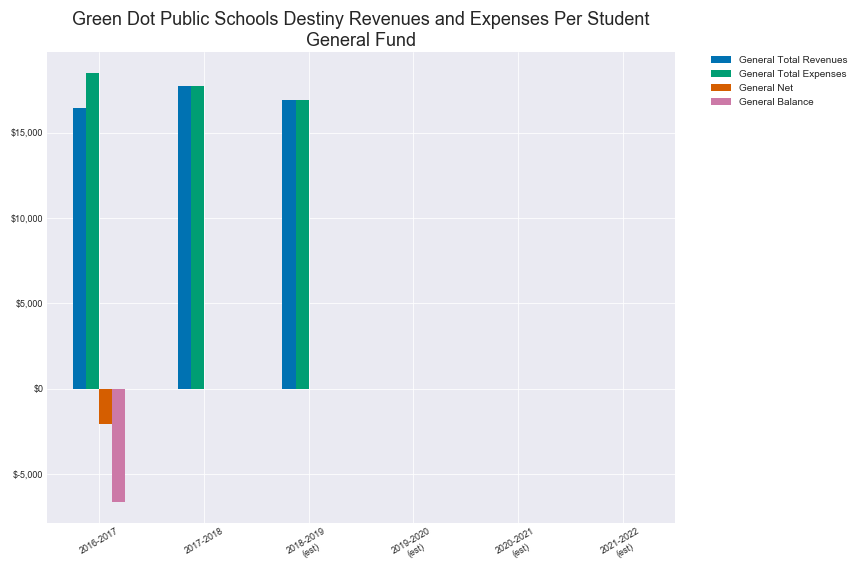 Green Dot Public Schools Destiny Revenues and Expenses Per Student
General Fund
General Total Revenues
General Total Expenses
General Net
General Balance
$15,000
$10,000
$5,000
$0
$-5,000
2016-2017
2017-2018
2018-2019
(est)
2019-2020
(est)
2020-2021
(est)
2021-2022
(est)